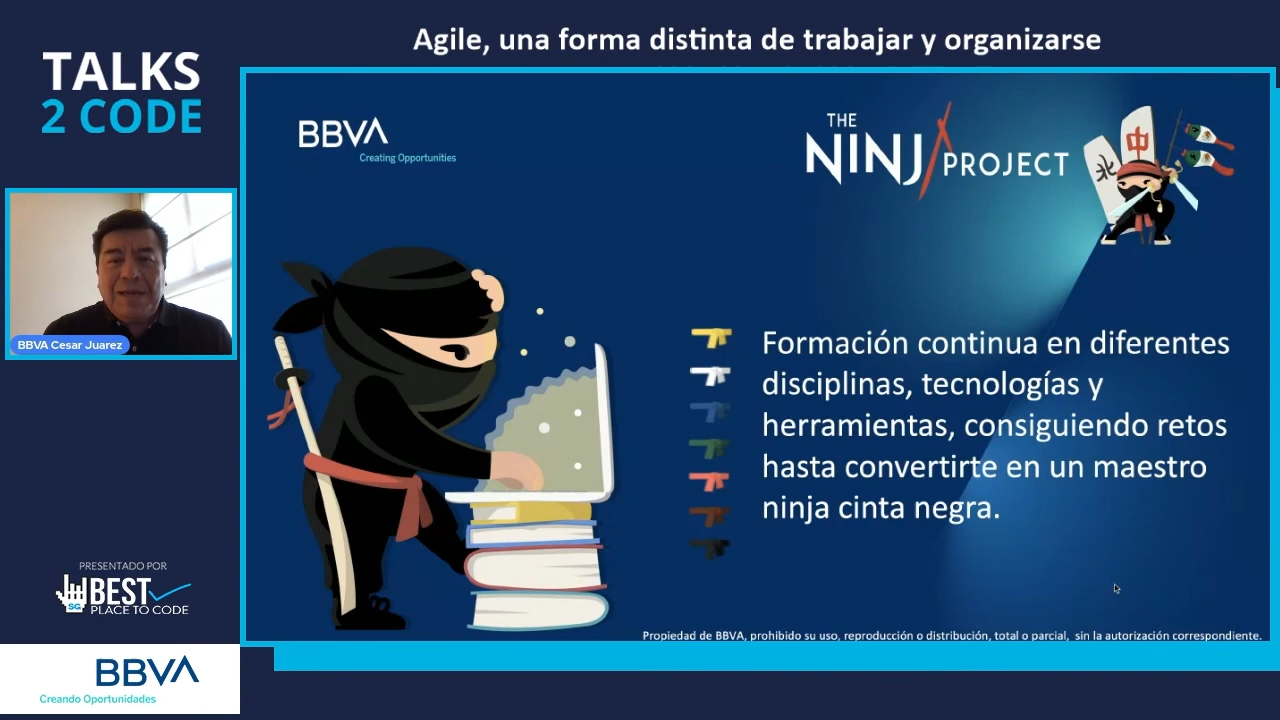 Agile, una forma distinta de trabajar y organizarse
TALKS
2 CODE
BBVA
Creating Opportunities
THE
NINJA PROJECT
北
中
BBVA Cesar Juarez
Formación continua en diferentes
disciplinas, tecnologías y
herramientas, consiguiendo retos
hasta convertirte en un maestro
ninja cinta negra.
PRESENTADO POR
SG
BEST
PLACE TO CODE
BBVA
Creando Oportunidades
Propiedad de BBVA, prohibido su uso, reproducción o distribución, total o parcial, sin la autorización correspondiente.